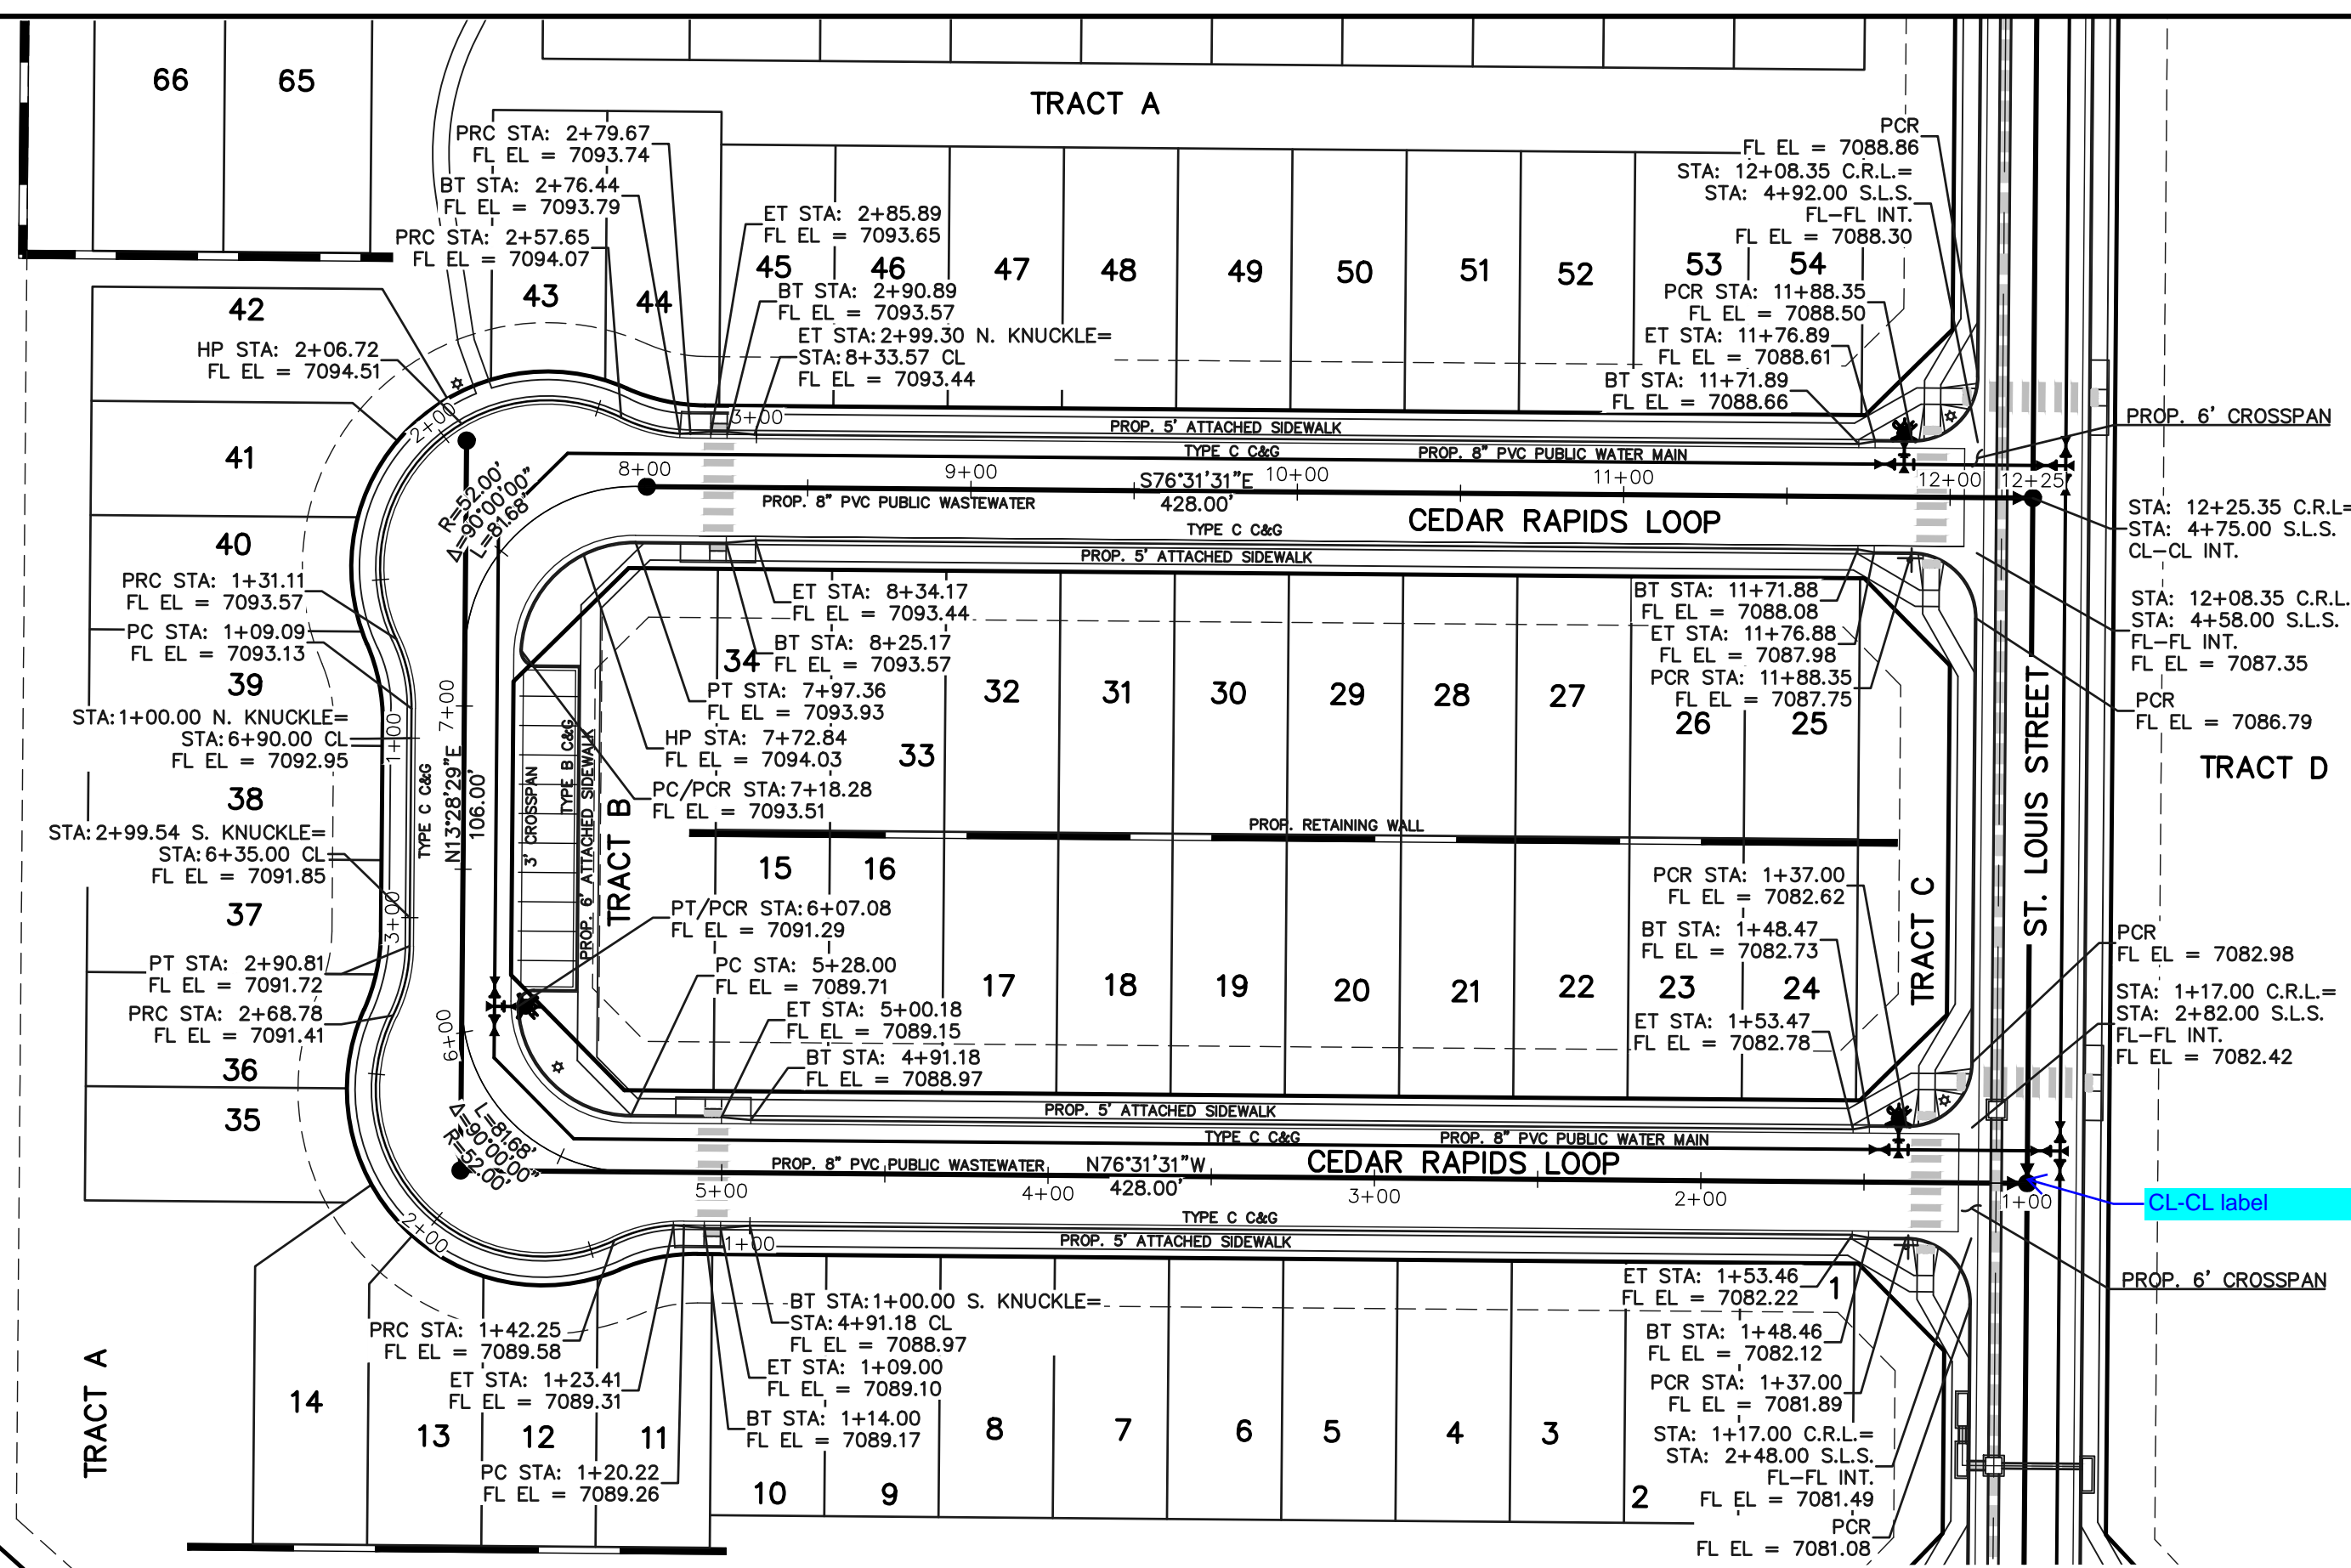 66
65
TRACT A
PRC STA: 2+79.67
FL EL = 7093.74
BT STA: 2+76.44
FL EL = 7093.79
PRC STA: 2+57.65
FL EL = 7094.07
ET STA: 2+85.89
FL EL = 7093.65
BT STA: 2+90.89
FL EL = 7093.57
ET STA:2+99.30 N. KNUCKLE=
STA:8+33.57 CL
FL EL = 7093.44
PCR
FL EL = 7088.86
STA: 12+08.35 C.R.L.=
STA: 4+92.00 S.L.S.
FL-FL INT.
FL EL = 7088.30
PCR STA: 11+88.35
FL EL = 7088.50
ET STA: 11+76.89
FL EL = 7088.61
BT STA: 11+71.89
FL EL = 7088.66
42
43
44
45
46
47
48
49
50
51
52
53
54
HP STA: 2+06.72
FL EL = 7094.51
2+00
3+00
PROP. 5' ATTACHED SIDEWALK
TYPE C C&G
PROP. 8" PVC PUBLIC WATER MAIN
PROP. 6' CROSSPAN
41
R=52.00'
Δ=90°00'00"
L=81.68'
8+00
9+00
10+00
11+00
12+00
12+25
S76°31'31"E
428.00'
PROP. 8" PVC PUBLIC WASTEWATER
CEDAR RAPIDS LOOP
TYPE C C&G
PROP. 5' ATTACHED SIDEWALK
STA: 12+25.35 C.R.L=
STA: 4+75.00 S.L.S.
CL-CL INT.
40
PRC STA: 1+31.11
FL EL = 7093.57
PC STA: 1+09.09
FL EL = 7093.13
39
STA:1+00.00 N. KNUCKLE=
STA:6+90.00 CL
FL EL = 7092.95
38
STA:2+99.54 S. KNUCKLE=
STA:6+35.00 CL
FL EL = 7091.85
37
PT STA: 2+90.81
FL EL = 7091.72
PRC STA: 2+68.78
FL EL = 7091.41
36
35
1+00
7+00
TYPE C C&G
N13°28'29"E
106.00'
3+00
6+00
3' CROSSPAN
TYPE B C&G
PROP. 6' ATTACHED SIDEWALK
TRACT B
ET STA: 8+34.17
FL EL = 7093.44
BT STA: 8+25.17
FL EL = 7093.57
34
PT STA: 7+97.36
FL EL = 7093.93
HP STA: 7+72.84
FL EL = 7094.03
PC/PCR STA:7+18.28
FL EL = 7093.51
33
32
31
30
29
28
27
26
25
BT STA: 11+71.88
FL EL = 7088.08
ET STA: 11+76.88
FL EL = 7087.98
PCR STA: 11+88.35
FL EL = 7087.75
STA: 12+08.35 C.R.L.
STA: 4+58.00 S.L.S.
FL-FL INT.
FL EL = 7087.35
PCR
FL EL = 7086.79
TRACT D
ST. LOUIS STREET
PROP. RETAINING WALL
15
16
17
18
19
20
21
22
23
24
TRACT C
PT/PCR STA:6+07.08
FL EL = 7091.29
PC STA: 5+28.00
FL EL = 7089.71
ET STA: 5+00.18
FL EL = 7089.15
BT STA: 4+91.18
FL EL = 7088.97
PCR STA: 1+37.00
FL EL = 7082.62
BT STA: 1+48.47
FL EL = 7082.73
ET STA: 1+53.47
FL EL = 7082.78
PCR
FL EL = 7082.98
STA: 1+17.00 C.R.L.=
STA: 2+82.00 S.L.S.
FL-FL INT.
FL EL = 7082.42
L=81.68'
Δ=90°00'00"
R=52.00'
PROP. 5' ATTACHED SIDEWALK
TYPE C C&G
PROP. 8" PVC PUBLIC WATER MAIN
PROP. 8" PVC PUBLIC WASTEWATER
N76°31'31"W
428.00'
CEDAR RAPIDS LOOP
5+00
4+00
3+00
2+00
1+00
CL-CL label
2+00
1+00
TYPE C C&G
PROP. 5' ATTACHED SIDEWALK
PROP. 6' CROSSPAN
BT STA:1+00.00 S. KNUCKLE=
STA:4+91.18 CL
FL EL = 7088.97
ET STA: 1+09.00
FL EL = 7089.10
BT STA: 1+14.00
FL EL = 7089.17
PRC STA: 1+42.25
FL EL = 7089.58
ET STA: 1+23.41
FL EL = 7089.31
PC STA: 1+20.22
FL EL = 7089.26
TRACT A
14
13
12
11
10
9
8
7
6
5
4
3
2
1
ET STA: 1+53.46
FL EL = 7082.22
BT STA: 1+48.46
FL EL = 7082.12
PCR STA: 1+37.00
FL EL = 7081.89
STA: 1+17.00 C.R.L.=
STA: 2+48.00 S.L.S.
FL-FL INT.
FL EL = 7081.49
PCR
FL EL = 7081.08